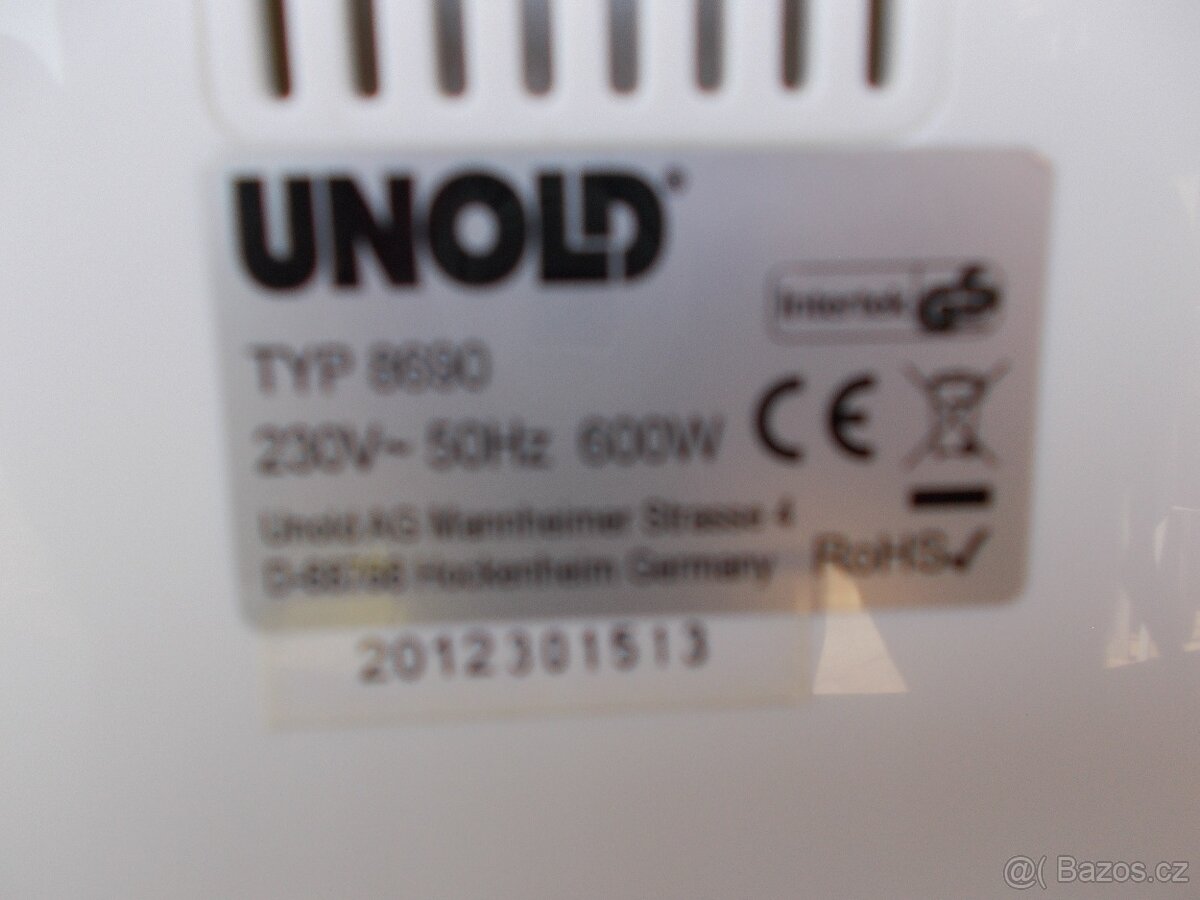 UNOLD®
Intertek GS
TYP 8690
230V~ 50Hz 600W CE
Unold AG Mannheimer Strasse 4
D-68766 Hockenheim Germany RoHS✓
2012301513
@( Bazos.cz